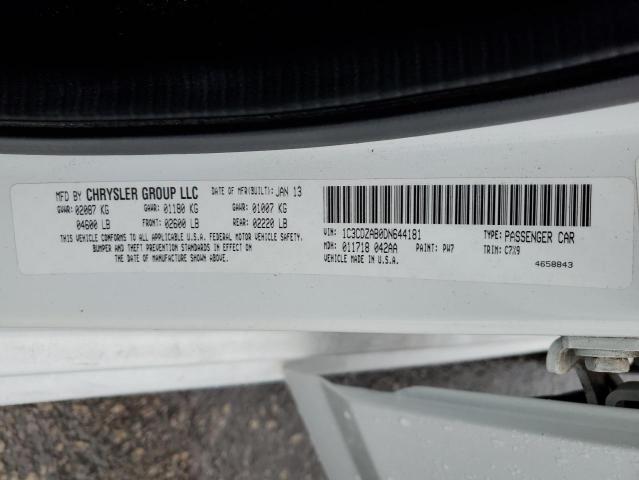 MFD BY CHRYSLER GROUP LLC DATE OF MFR(BUILT): JAN 13
GVWR: 02087 KG GAWR: 01180 KG GAWR: 01007 KG
04600 LB FRONT: 02600 LB REAR: 02220 LB
THIS VEHICLE CONFORMS TO ALL APPLICABLE U.S.A. FEDERAL MOTOR VEHICLE SAFETY,
BUMPER AND THEFT PREVENTION STANDARDS IN EFFECT ON
THE DATE OF MANUFACTURE SHOWN ABOVE.
VIN: 1C3CDZAB0DN644181 TYPE: PASSENGER CAR
MDH: 011718 042AA PAINT: PW7 TRIM: C7X9
VEHICLE MADE IN U.S.A.
4658843